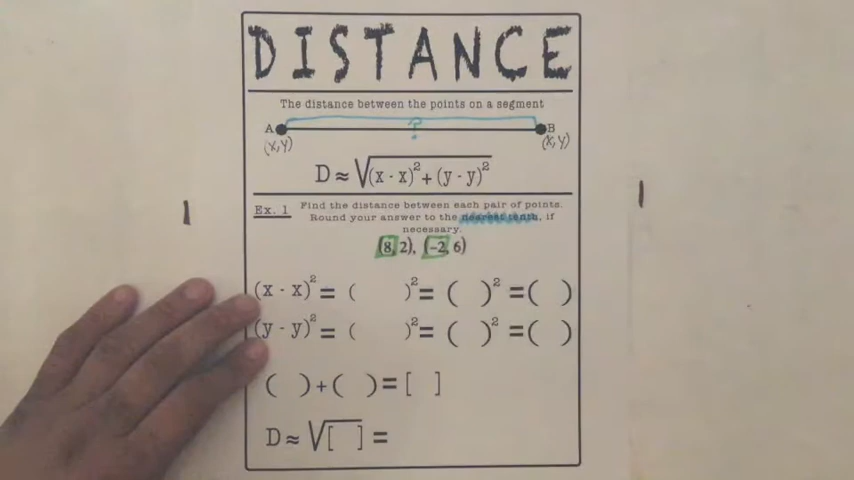 DISTANCE
The distance between the points on a segment
?
A B
(x,y) (x,y)
D ≈ √(x - x)² + (y - y)²
Ex. 1 Find the distance between each pair of points.
Round your answer to the nearest tenth, if
necessary.
(8, 2), (−2, 6)
(x - x)² = ( )² = ( )² = ( )
(y - y)² = ( )² = ( )² = ( )
( ) + ( ) = [ ]
D ≈ √[ ] =